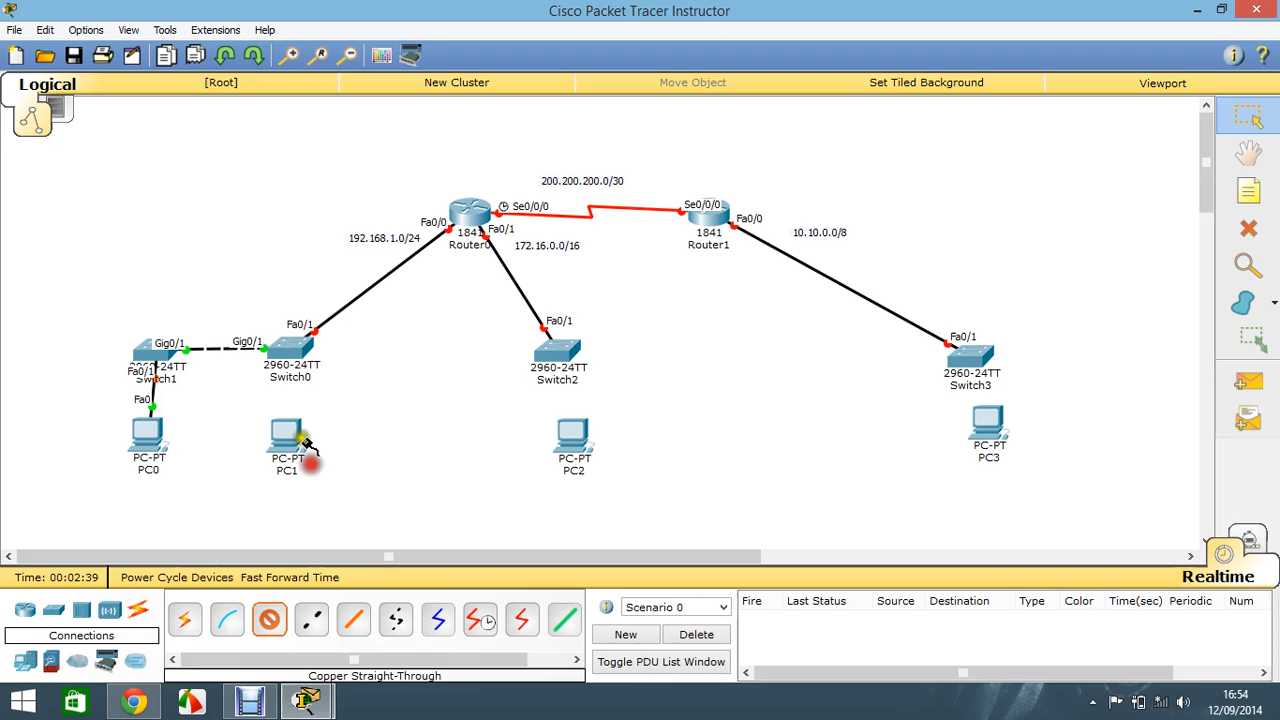 Cisco Packet Tracer Instructor
File Edit Options View Tools Extensions Help
Logical [Root] New Cluster Move Object Set Tiled Background Viewport
200.200.200.0/30
Se0/0/0 Se0/0/0
Fa0/0 Fa0/1 Fa0/0
1841 1841
Router0 Router1
192.168.1.0/24 172.16.0.0/16 10.10.0.0/8
Fa0/1 Fa0/1 Fa0/1
Gig0/1 Gig0/1
2960-24TT 2960-24TT 2960-24TT 2960-24TT
Switch1 Switch0 Switch2 Switch3
Fa0/1
Fa0
PC-PT PC-PT PC-PT PC-PT
PC0 PC1 PC2 PC3
Time: 00:02:39 Power Cycle Devices Fast Forward Time Realtime
Connections
Copper Straight-Through
Scenario 0
New Delete
Toggle PDU List Window
Fire Last Status Source Destination Type Color Time(sec) Periodic Num
16:54
12/09/2014